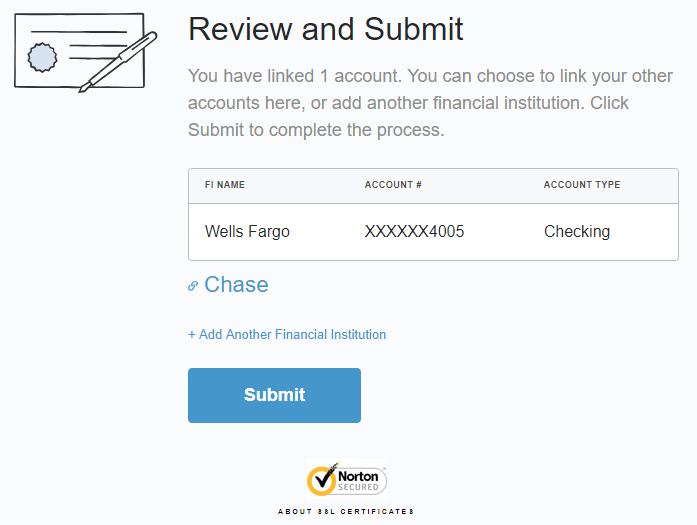 Review and Submit
You have linked 1 account. You can choose to link your other
accounts here, or add another financial institution. Click
Submit to complete the process.
FI NAME ACCOUNT # ACCOUNT TYPE
Wells Fargo XXXXXX4005 Checking
Chase
+ Add Another Financial Institution
Submit
Norton
SECURED
ABOUT SSL CERTIFICATES